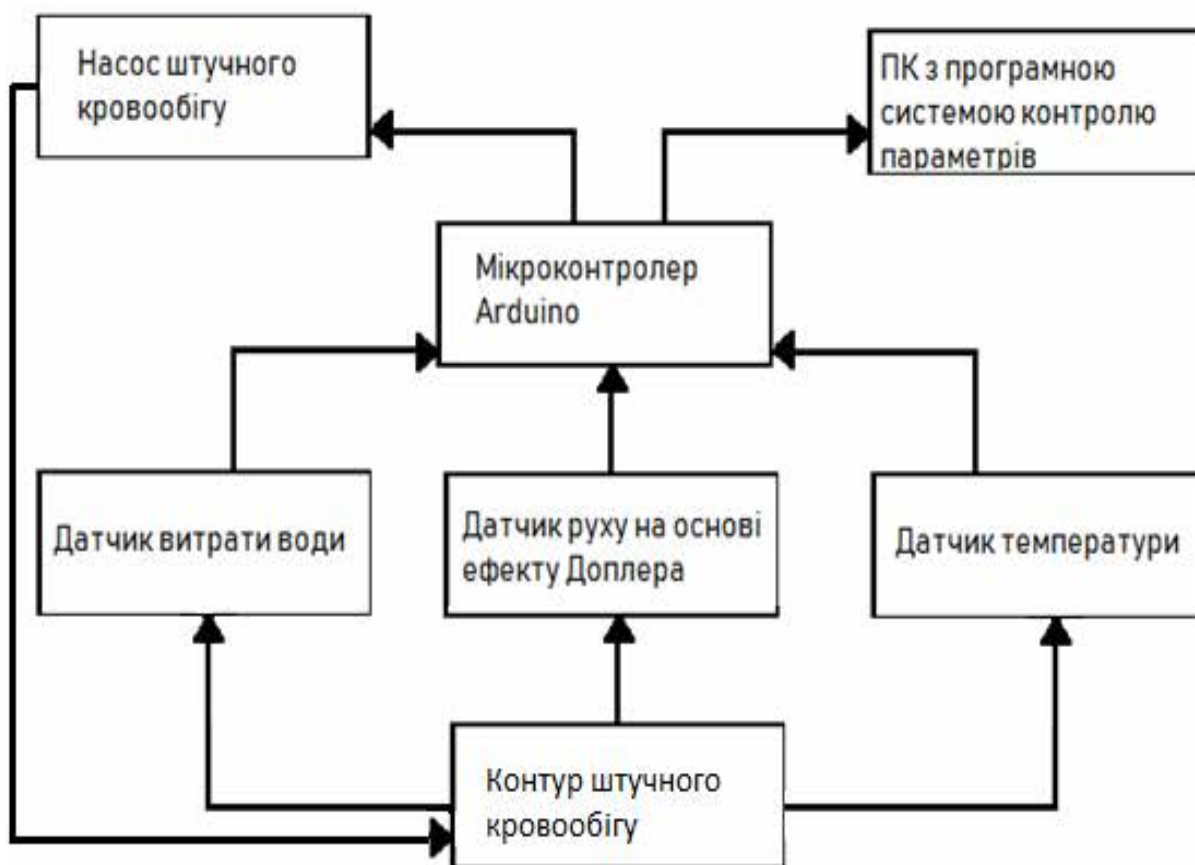 Насос штучного
кровообігу
ПК з програмною
системою контролю
параметрів
Мікроконтролер
Arduino
Датчик витрати води
Датчик руху на основі
ефекту Доплера
Датчик температури
Контур штучного
кровообігу